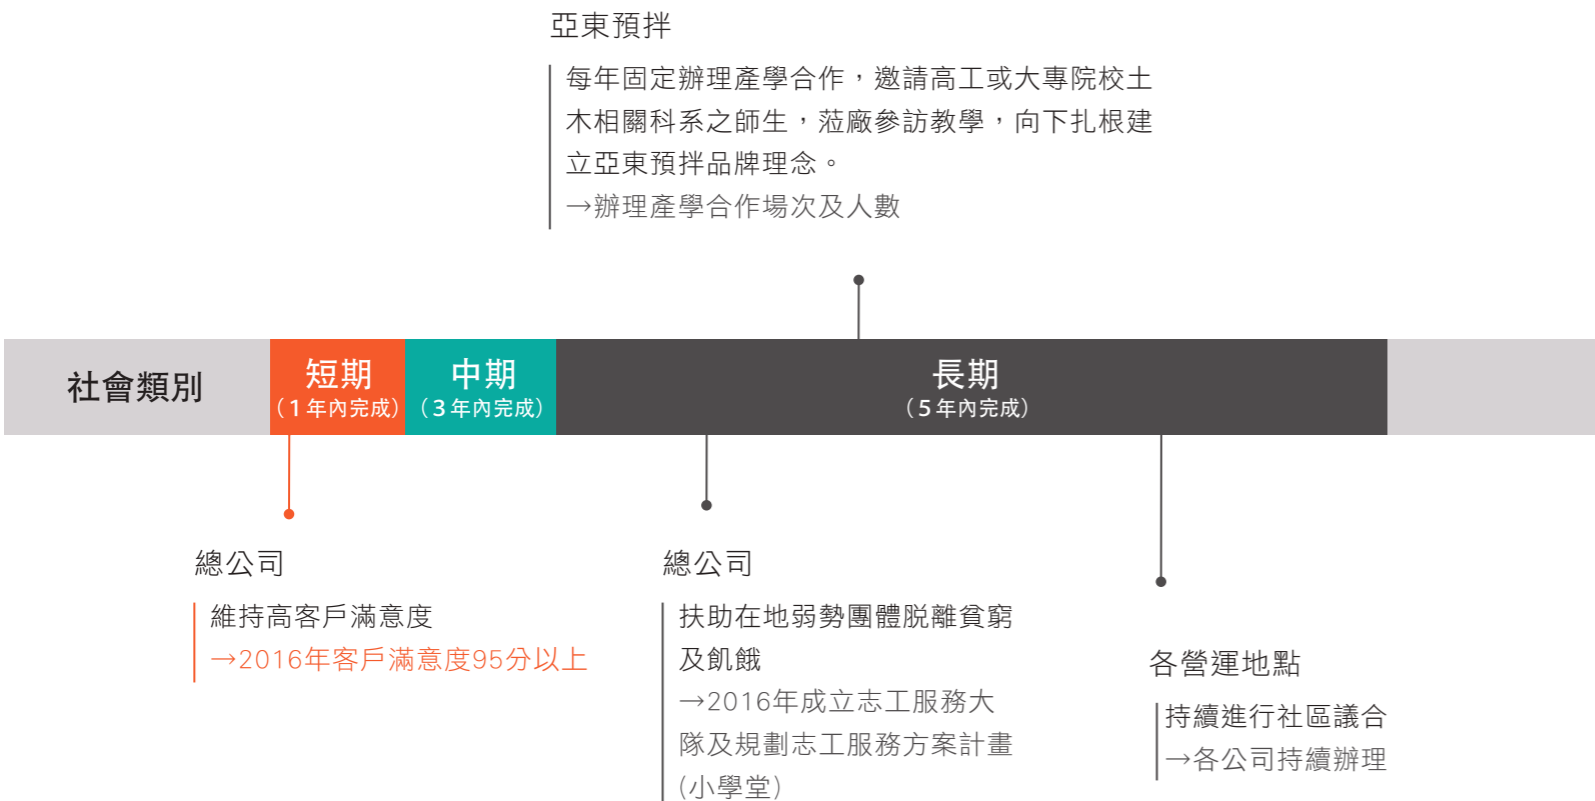 亞東預拌
每年固定辦理產學合作，邀請高工或大專院校土
木相關科系之師生，蒞廠參訪教學，向下扎根建
立亞東預拌品牌理念。
→辦理產學合作場次及人數
社會類別
短期
（1年內完成）
中期
（3年內完成）
長期
（5年內完成）
總公司
維持高客戶滿意度
→2016年客戶滿意度95分以上
總公司
扶助在地弱勢團體脱離貧窮
及飢餓
→2016年成立志工服務大
隊及規劃志工服務方案計畫
(小學堂)
各營運地點
持續進行社區議合
→各公司持續辦理